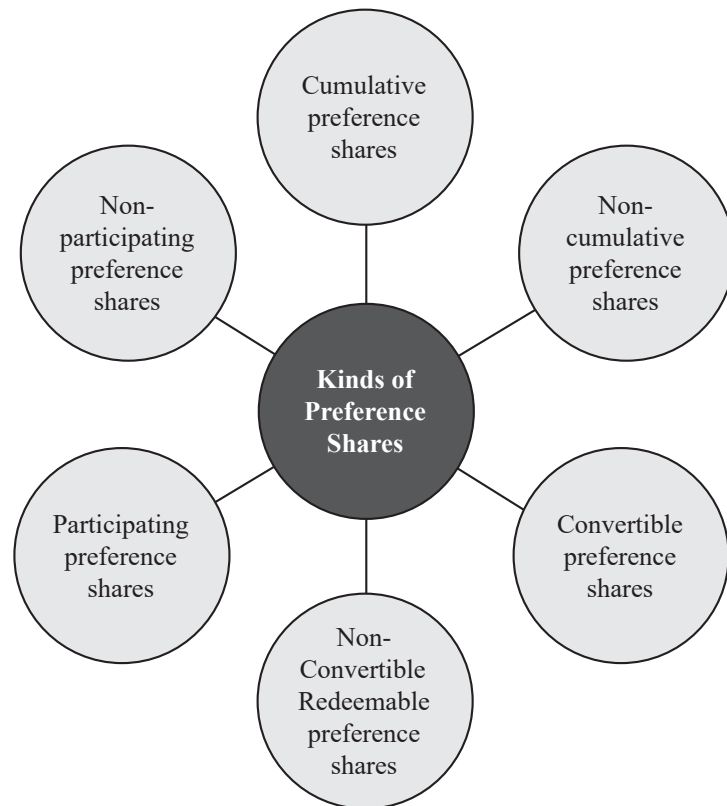 Cumulative
preference
shares
Non-
participating
preference
shares
Non-
cumulative
preference
shares
Kinds of
Preference
Shares
Participating
preference
shares
Convertible
preference
shares
Non-
Convertible
Redeemable
preference
shares